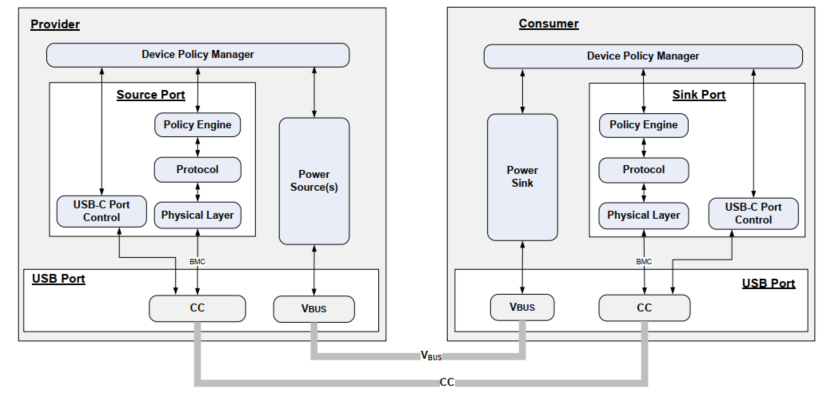 Provider
Device Policy Manager
Source Port
Policy Engine
Protocol
Physical Layer
USB-C Port
Control
Power
Source(s)
BMC
USB Port
CC
VBUS
Consumer
Device Policy Manager
Power
Sink
Sink Port
Policy Engine
Protocol
Physical Layer
USB-C Port
Control
BMC
USB Port
VBUS
CC
VBUS
CC